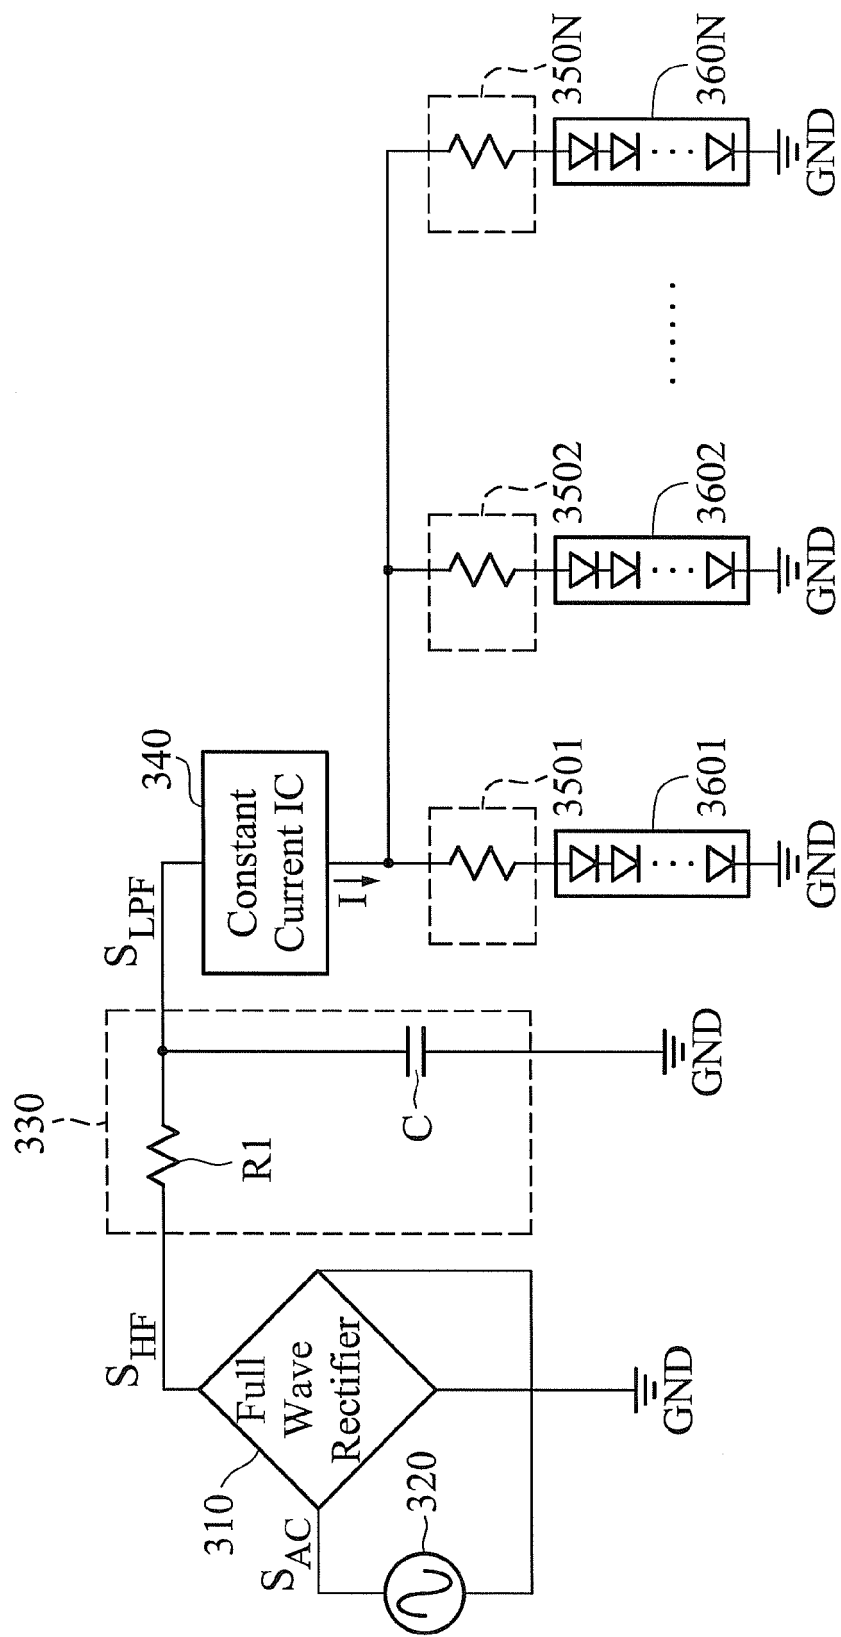 S_AC
320
310
Full
Wave
Rectifier
GND
S_HF
330
R1
C
GND
S_LPF
340
Constant
Current IC
I
3501
3601
GND
3502
3602
GND
......
350N
360N
GND